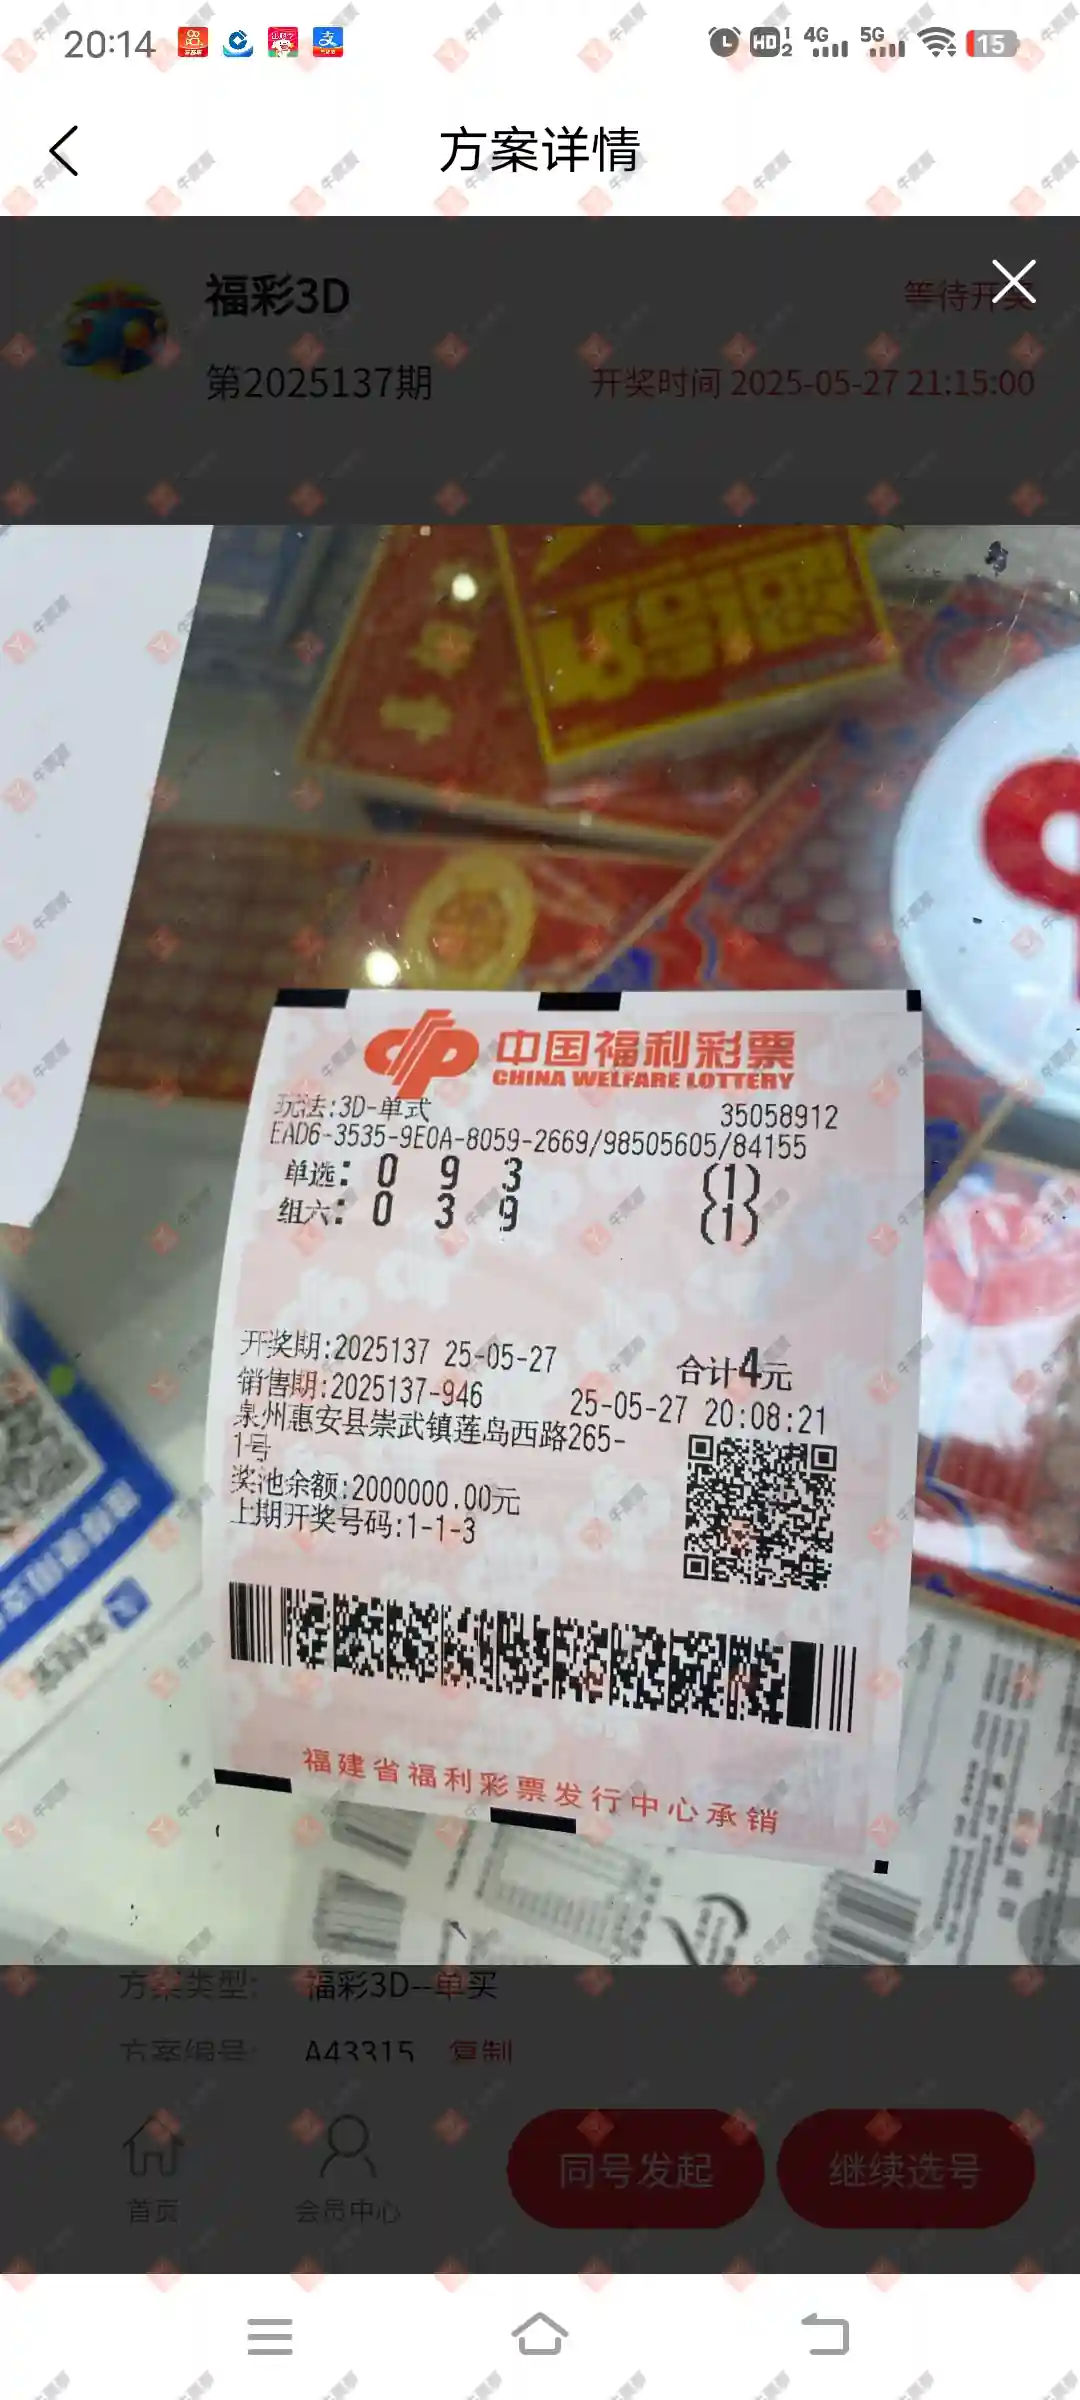 20:14
HD 1 2 4G 5G 15
方案详情
福彩3D
等待开奖
第2025137期
开奖时间 2025-05-27 21:15:00
中国福利彩票
CHINA WELFARE LOTTERY
玩法:3D-单式
35058912
EAD6-3535-9E0A-8059-2669/98505605/84155
单选: 0 9 3 {1}
组六: 0 3 9 {1}
开奖期:2025137 25-05-27
合计4元
销售期:2025137-946
25-05-27 20:08:21
泉州惠安县崇武镇莲岛西路265-
1号
奖池余额:2000000.00元
上期开奖号码:1-1-3
福建省福利彩票发行中心承销
方案类型: 福彩3D--单买
方案编号: A43315 复制
首页
会员中心
同号发起
继续选号